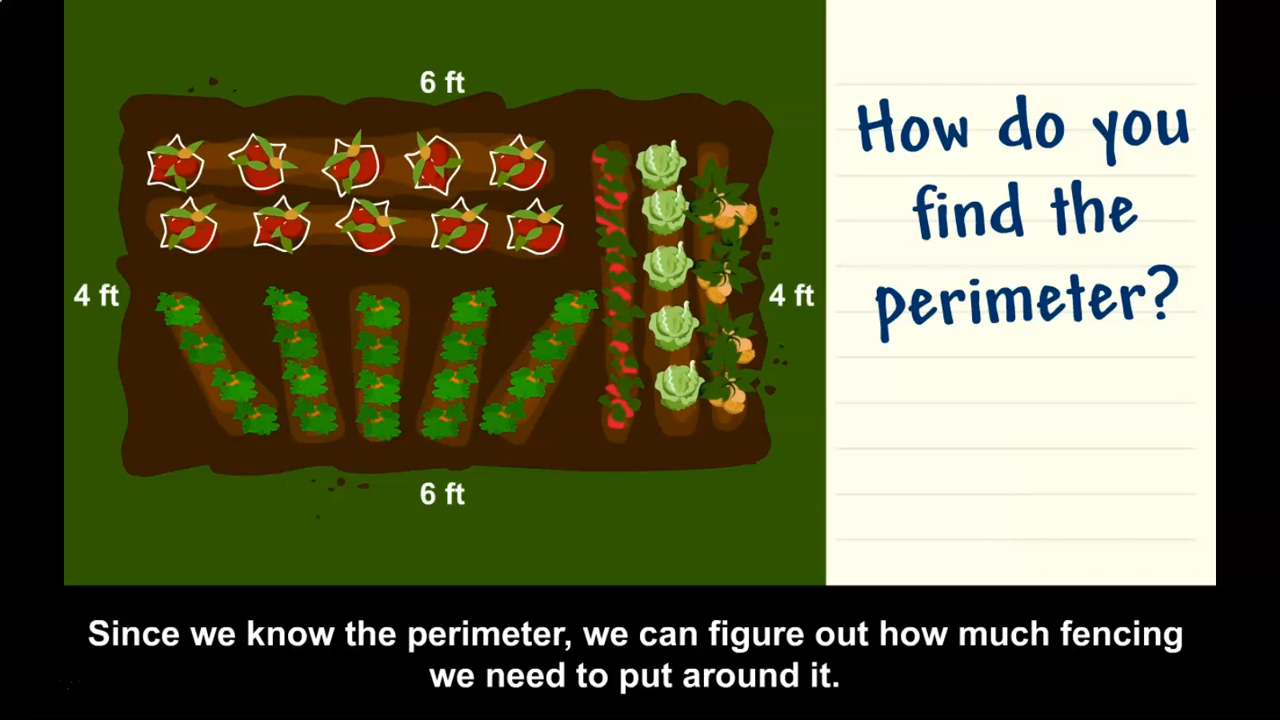 6 ft
4 ft
4 ft
6 ft
How do you
find the
perimeter?
Since we know the perimeter, we can figure out how much fencing
we need to put around it.